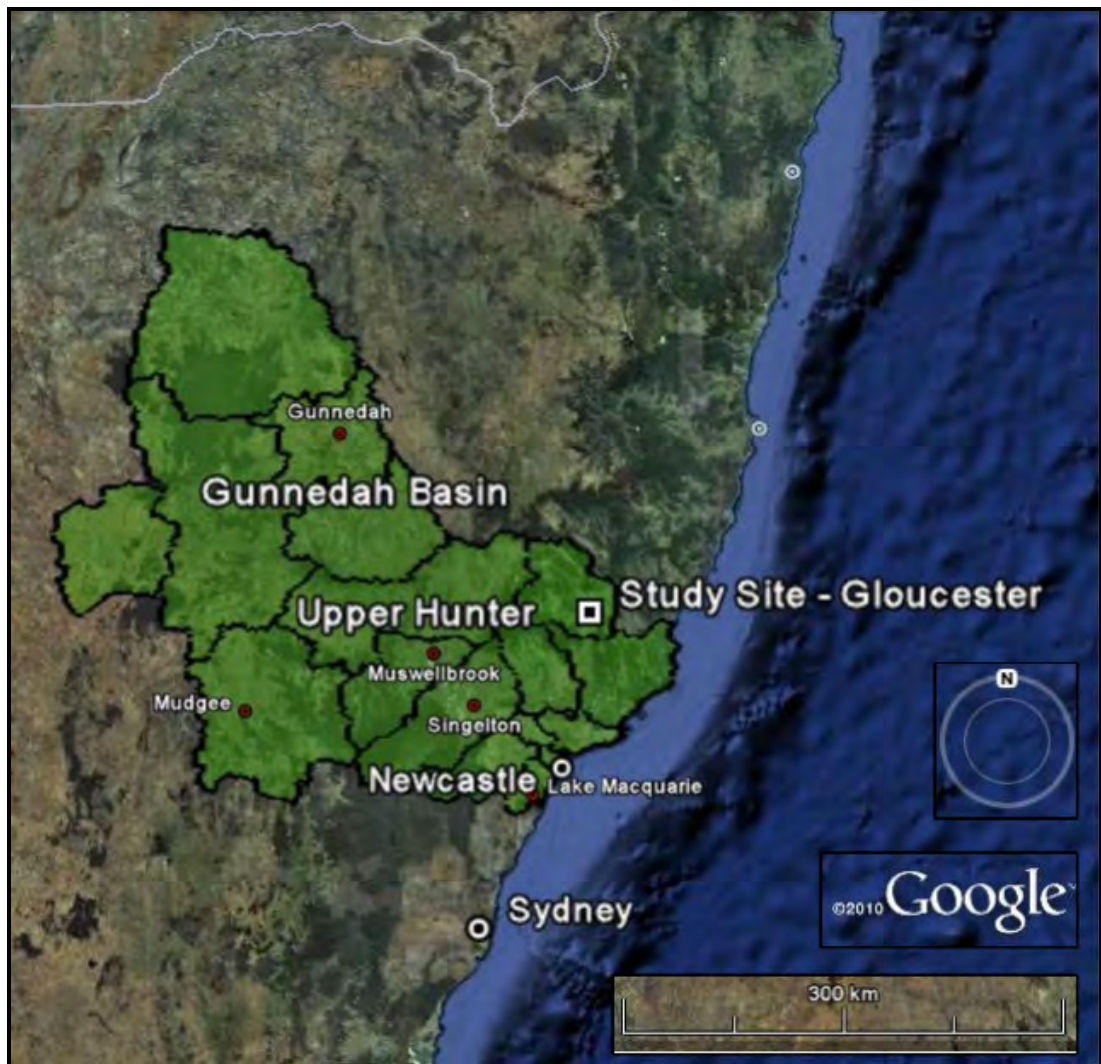 Gunnedah
Gunnedah Basin
Study Site - Gloucester
Upper Hunter
Muswellbrook
Mudgee
Singelton
Newcastle
Lake Macquarie
Sydney
N
©2010 Google
300 km